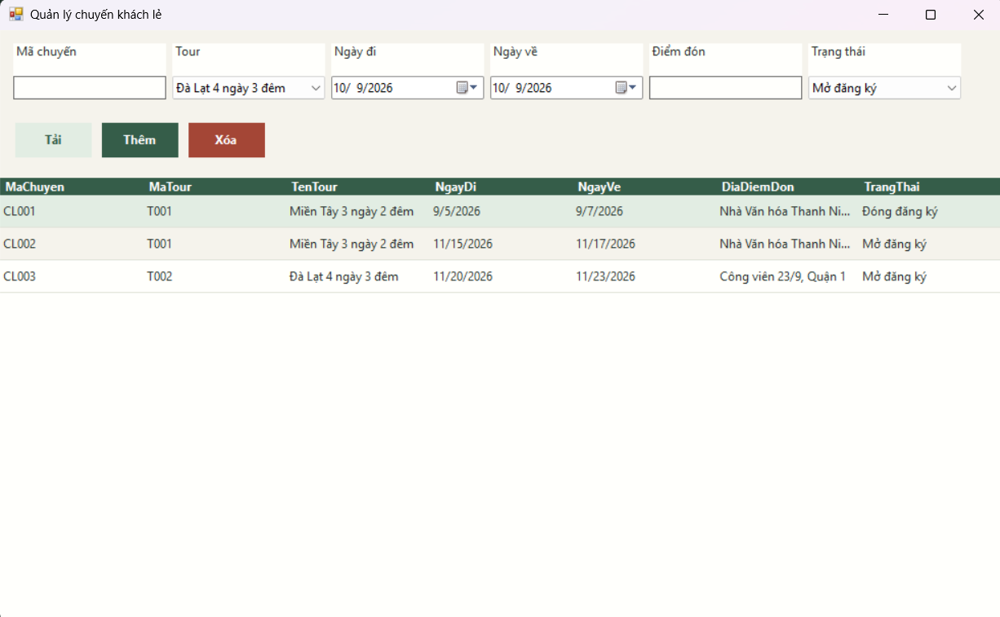 Quản lý chuyến khách lẻ
Mã chuyến Tour Ngày đi Ngày về Điểm đón Trạng thái
Đà Lạt 4 ngày 3 đêm 10/ 9/2026 10/ 9/2026 Mở đăng ký
Tải Thêm Xóa
MaChuyen MaTour TenTour NgayDi NgayVe DiaDiemDon TrangThai
CL001 T001 Miền Tây 3 ngày 2 đêm 9/5/2026 9/7/2026 Nhà Văn hóa Thanh Ni... Đóng đăng ký
CL002 T001 Miền Tây 3 ngày 2 đêm 11/15/2026 11/17/2026 Nhà Văn hóa Thanh Ni... Mở đăng ký
CL003 T002 Đà Lạt 4 ngày 3 đêm 11/20/2026 11/23/2026 Công viên 23/9, Quận 1 Mở đăng ký